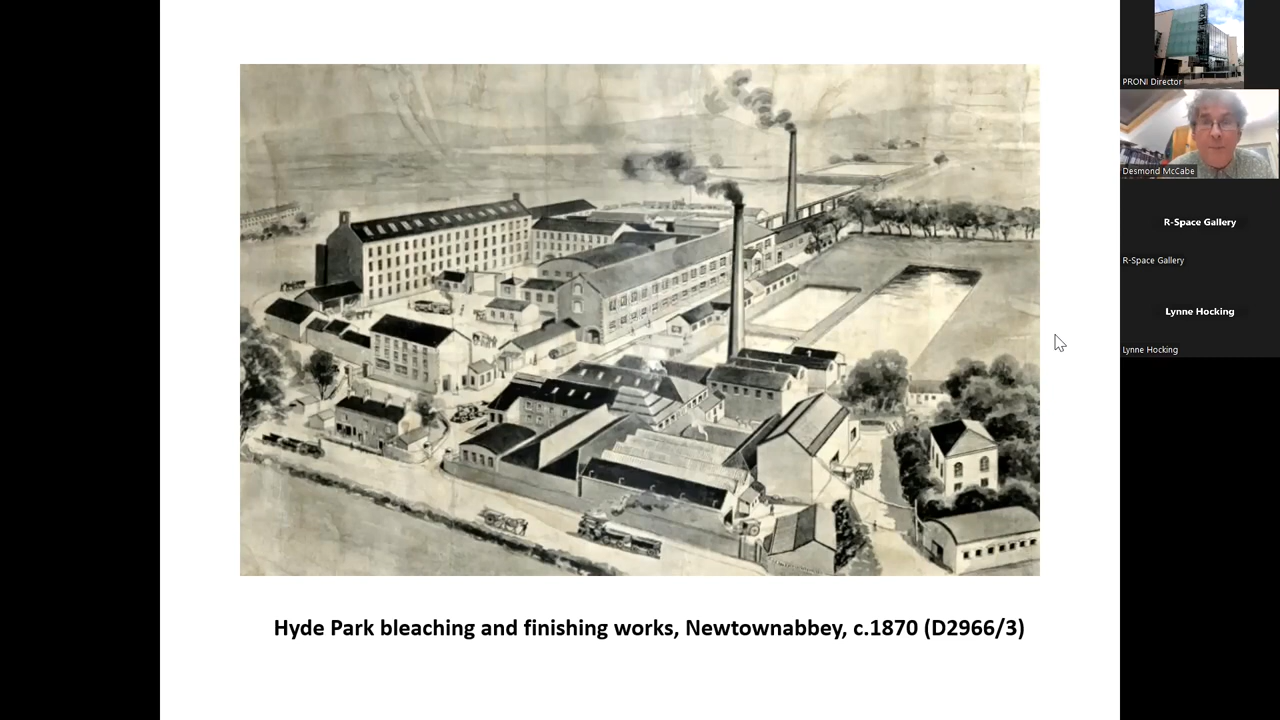 Hyde Park bleaching and finishing works, Newtownabbey, c.1870 (D2966/3)
PRONI Director
Desmond McCabe
R-Space Gallery
R-Space Gallery
Lynne Hocking
Lynne Hocking